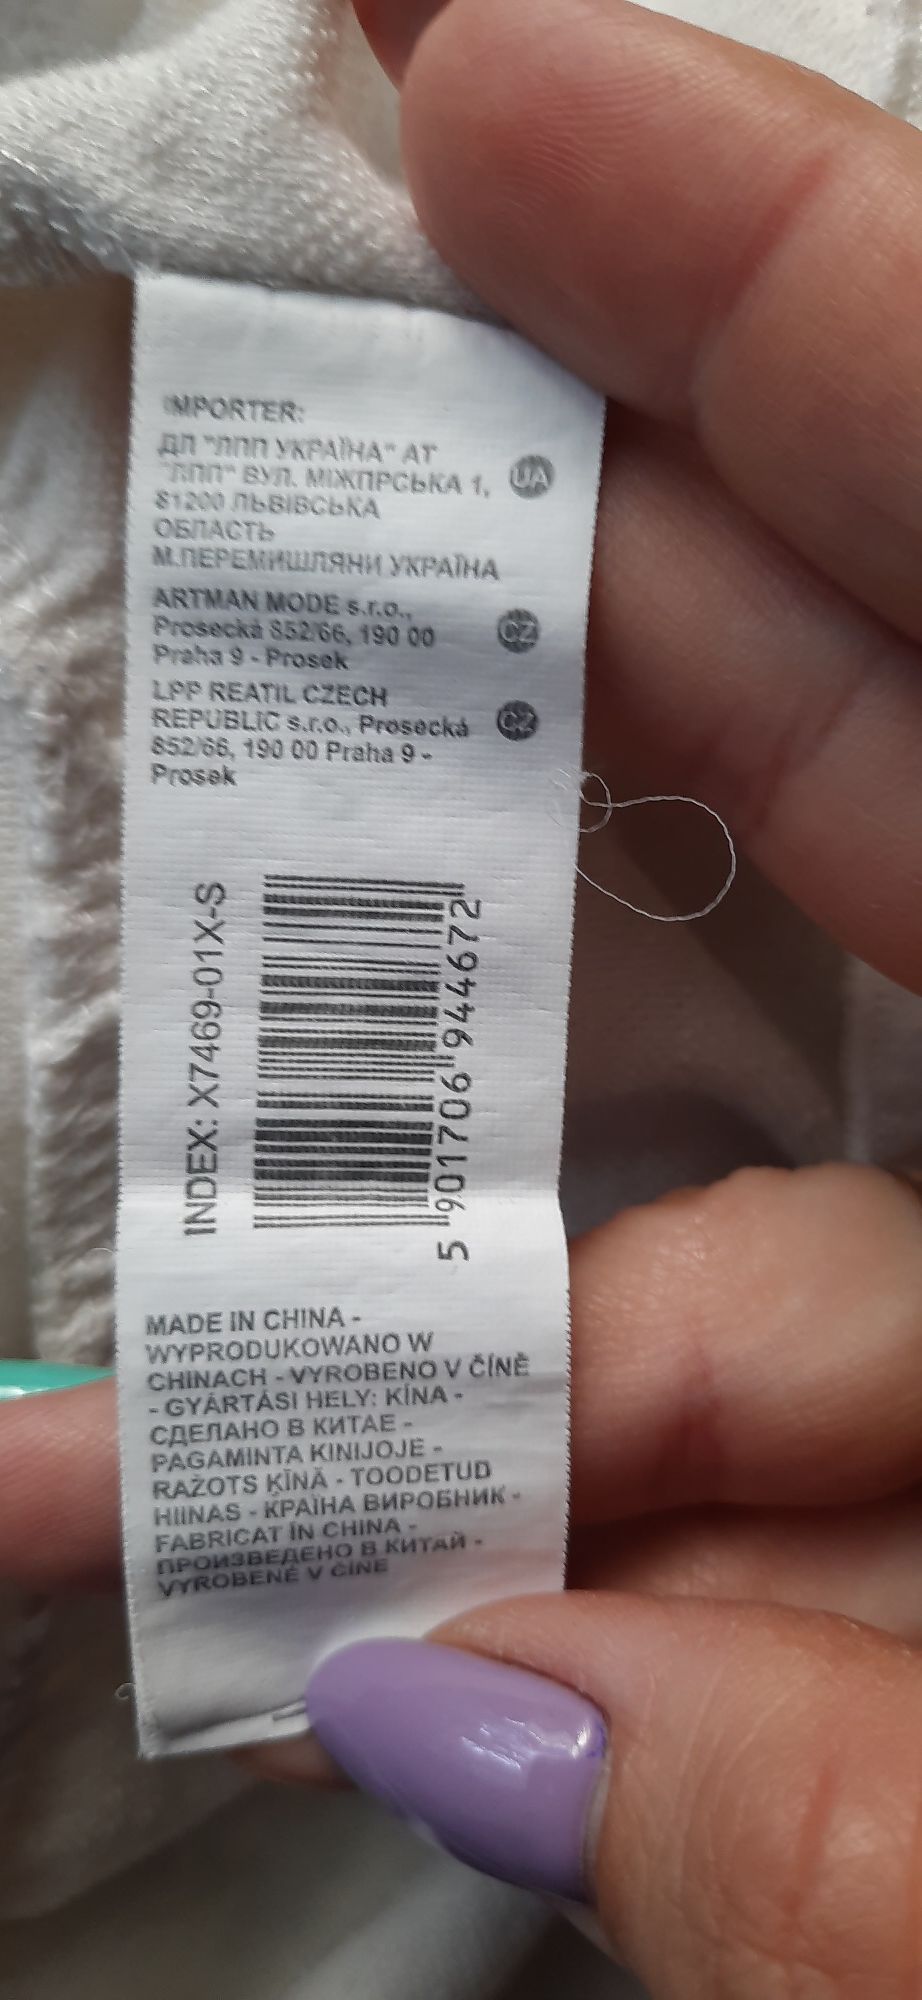 IMPORTER:
ДП "ЛПП УКРАЇНА" АТ
"ЛПП" ВУЛ. МІЖПРСЬКА 1,
81200 ЛЬВІВСЬКА
ОБЛАСТЬ
М.ПЕРЕМИШЛЯНИ УКРАЇНА
UA
ARTMAN MODE s.r.o.,
Prosecká 852/66, 190 00
Praha 9 - Prosek
CZ
LPP REATIL CZECH
REPUBLIC s.r.o., Prosecká
852/66, 190 00 Praha 9 -
Prosek
CZ
INDEX: X7469-01X-S
5 901706 944672
MADE IN CHINA -
WYPRODUKOWANO W
CHINACH - VYROBENO V ČÍNĚ
- GYÁRTÁSI HELY: KÍNA -
СДЕЛАНО В КИТАЕ -
PAGAMINTA KINIJOJE -
RAŽOTS ĶĪNĀ - TOODETUD
HIINAS - КРАЇНА ВИРОБНИК -
FABRICAT ÎN CHINA -
ПРОИЗВЕДЕНО В КИТАЙ -
VYROBENÉ V ČÍNE